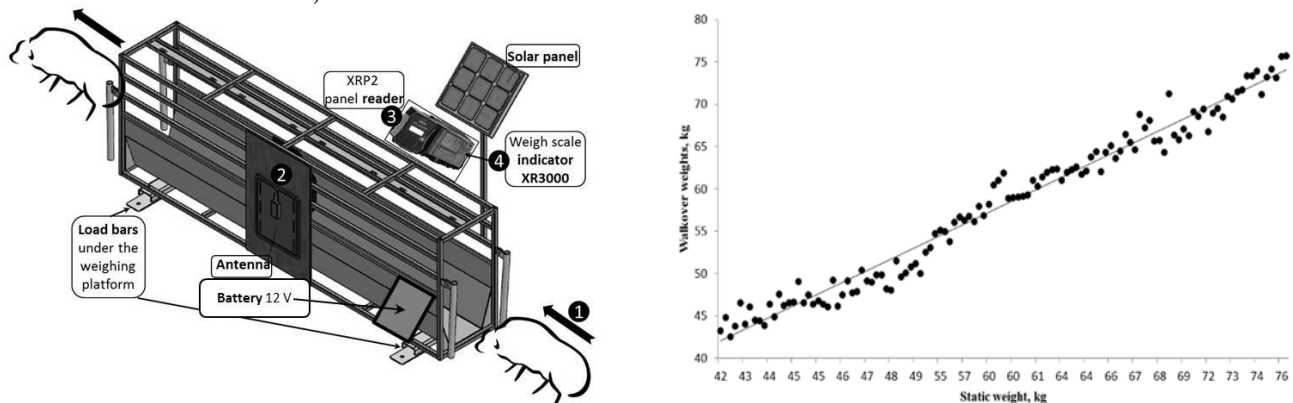 )
Solar panel
XRP2
panel reader
3
4
Weigh scale
indicator
XR3000
2
Load bars
under the
weighing
platform
Antenna
Battery 12 V
1
80
75
70
65
60
55
50
45
40
Walkover weights, kg
42 43 44 45 45 46 47 48 49 55 57 60 60 61 64 66 67 69 69 72 73 74 76
Static weight, kg